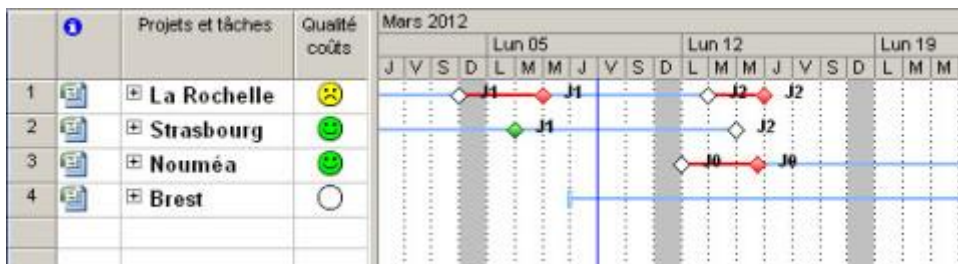 Projets et tâches Qualité coûts Mars 2012
Lun 05 Lun 12 Lun 19
J V S D L M M J V S D L M M J V S D L M M
1 La Rochelle J1 J1 J2 J2
2 Strasbourg J1 J2
3 Nouméa J0 J0
4 Brest